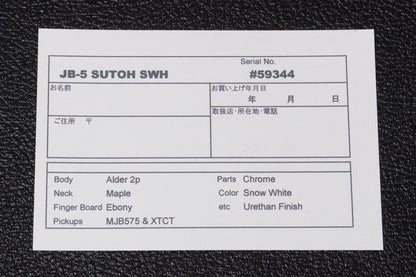 Serial No.
JB-5 SUTOH SWH #59344
お名前 お買い上げ年月日
年 月 日
取扱店・所在地・電話
ご住所 〒
Body Alder 2p Parts Chrome
Neck Maple Color Snow White
Finger Board Ebony etc Urethan Finish
Pickups MJB575 & XTCT